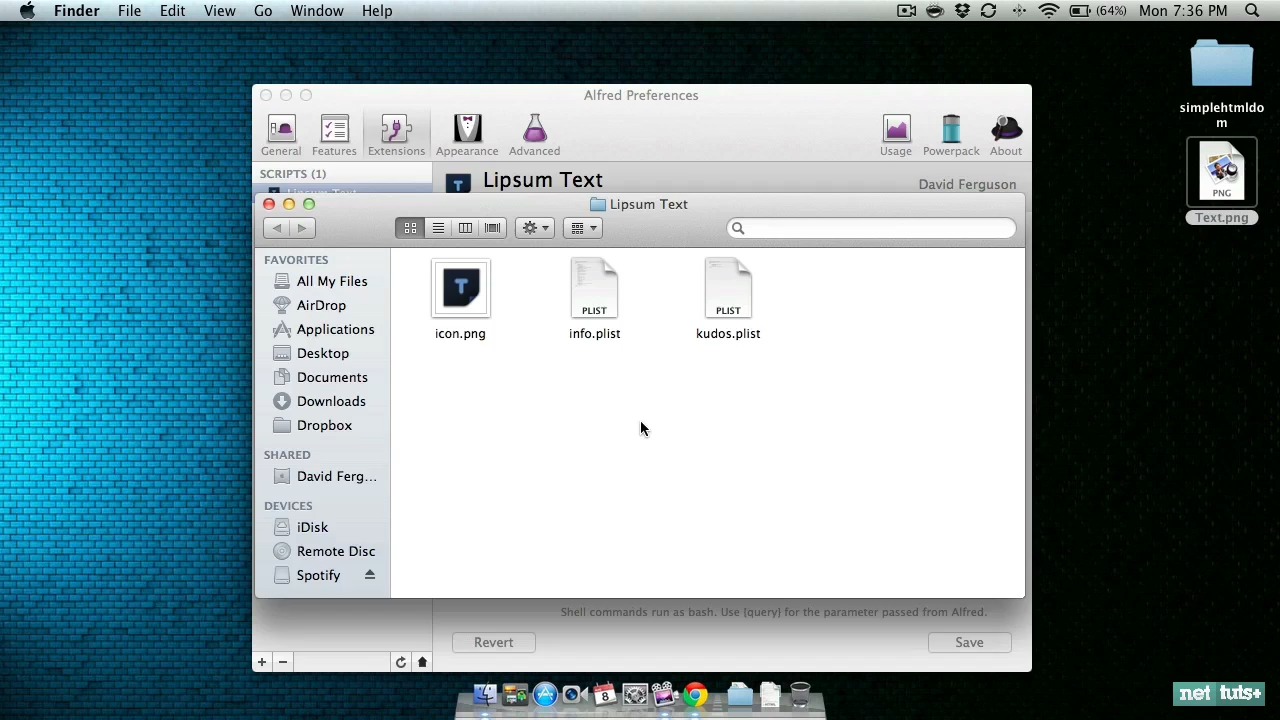 Finder File Edit View Go Window Help (64%) Mon 7:36 PM
simplehtmldo
m
PNG
Text.png
Alfred Preferences
General Features Extensions Appearance Advanced Usage Powerpack About
SCRIPTS (1)
Lipsum Text
Lipsum Text
David Ferguson
Lipsum Text
FAVORITES
All My Files
AirDrop
Applications
Desktop
Documents
Downloads
Dropbox
SHARED
David Ferg...
DEVICES
iDisk
Remote Disc
Spotify
T
PLIST
PLIST
icon.png info.plist kudos.plist
Shell commands run as bash. Use {query} for the parameter passed from Alfred.
Revert Save
8
net tuts+